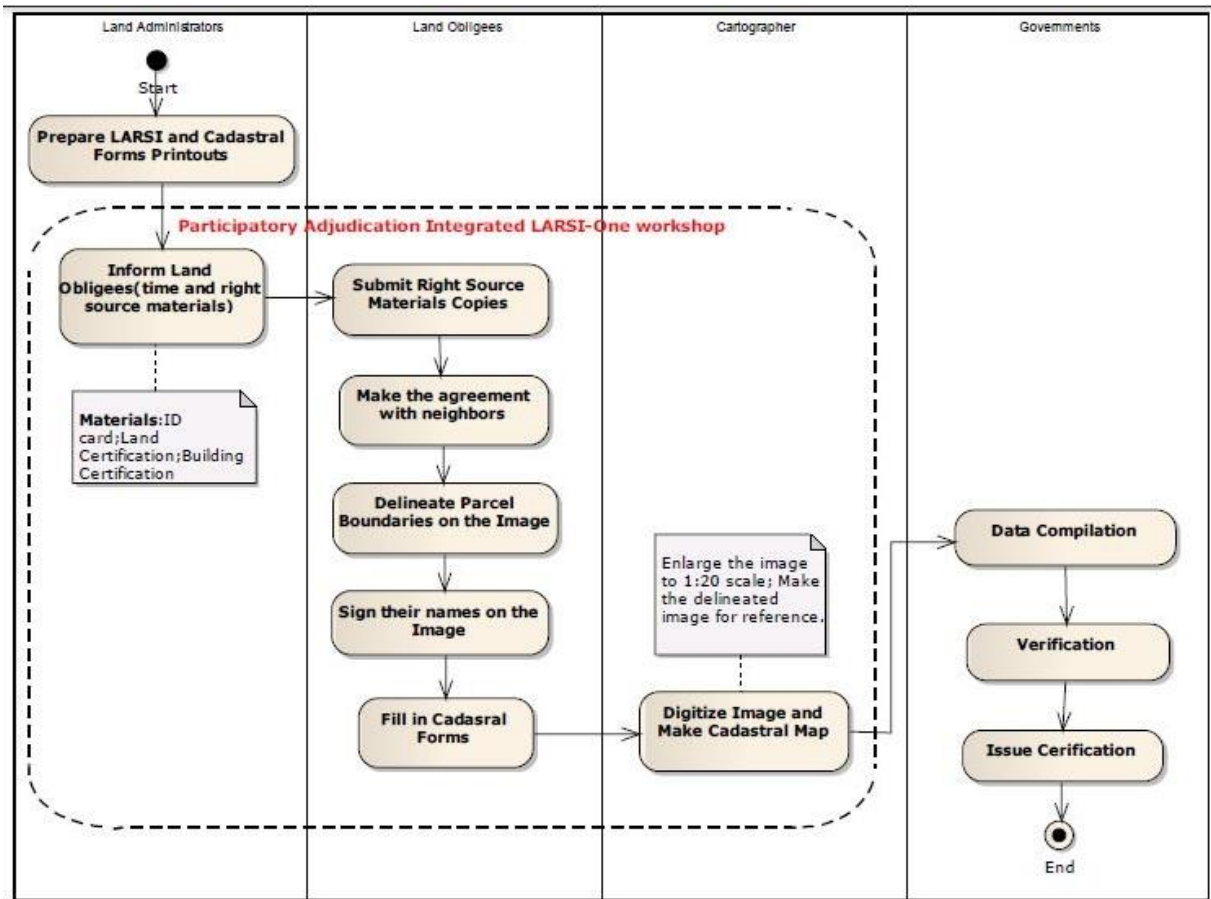 Land Administrators
Land Obligees
Cartographer
Governments
Start
Prepare LARSI and Cadastral
Forms Printouts
Participatory Adjudication Integrated LARSI-One workshop
Inform Land
Obligees(time and right
source materials)
Materials:ID
card;Land
Certification;Building
Certification
Submit Right Source
Materials Copies
Make the agreement
with neighbors
Delineate Parcel
Boundaries on the Image
Sign their names on the
Image
Fill in Cadasral
Forms
Enlarge the image
to 1:20 scale; Make
the delineated
image for reference.
Digitize Image and
Make Cadastral Map
Data Compilation
Verification
Issue Cerification
End